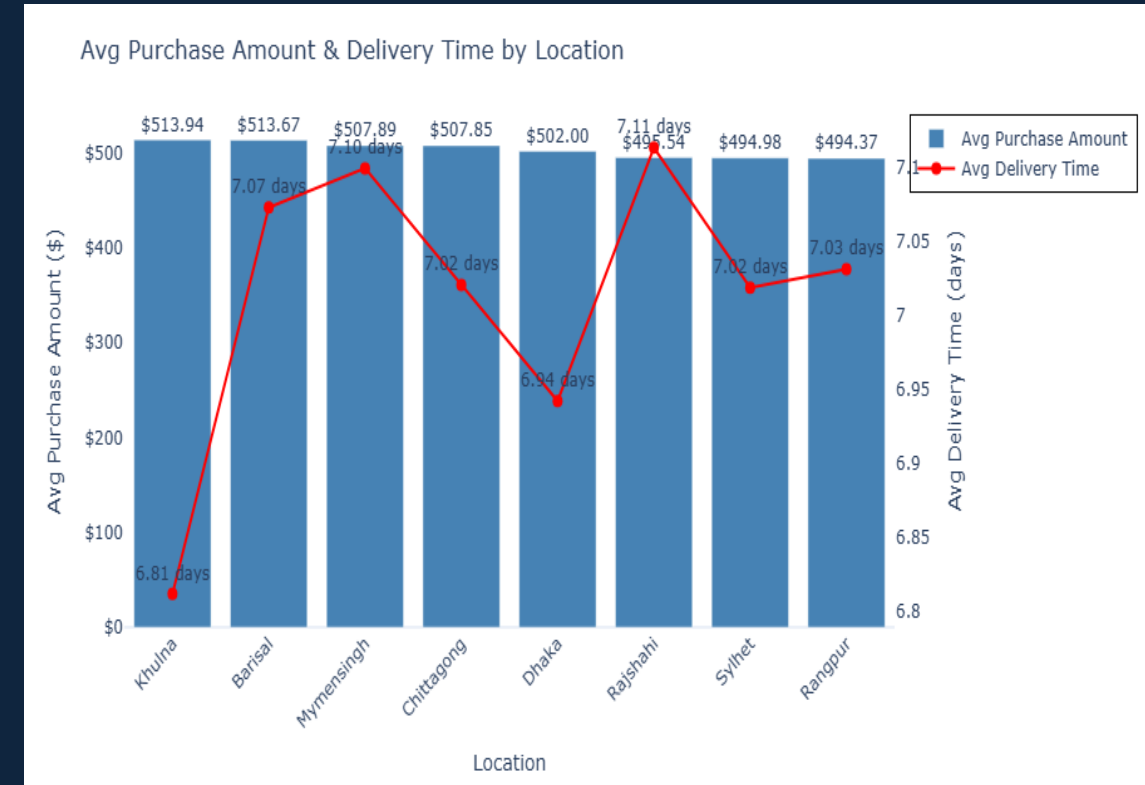 Avg Purchase Amount & Delivery Time by Location
$513.94
$513.67
$507.89
$507.85
$502.00
$495.54
$494.98
$494.37
6.81 days
7.07 days
7.10 days
7.02 days
6.94 days
7.11 days
7.02 days
7.03 days
Avg Purchase Amount
Avg Delivery Time
Avg Purchase Amount ($)
$500
$400
$300
$200
$100
$0
7.1
7.05
7
6.95
6.9
6.85
6.8
Avg Delivery Time (days)
Khulna
Barisal
Mymensingh
Chittagong
Dhaka
Rajshahi
Sylhet
Rangpur
Location